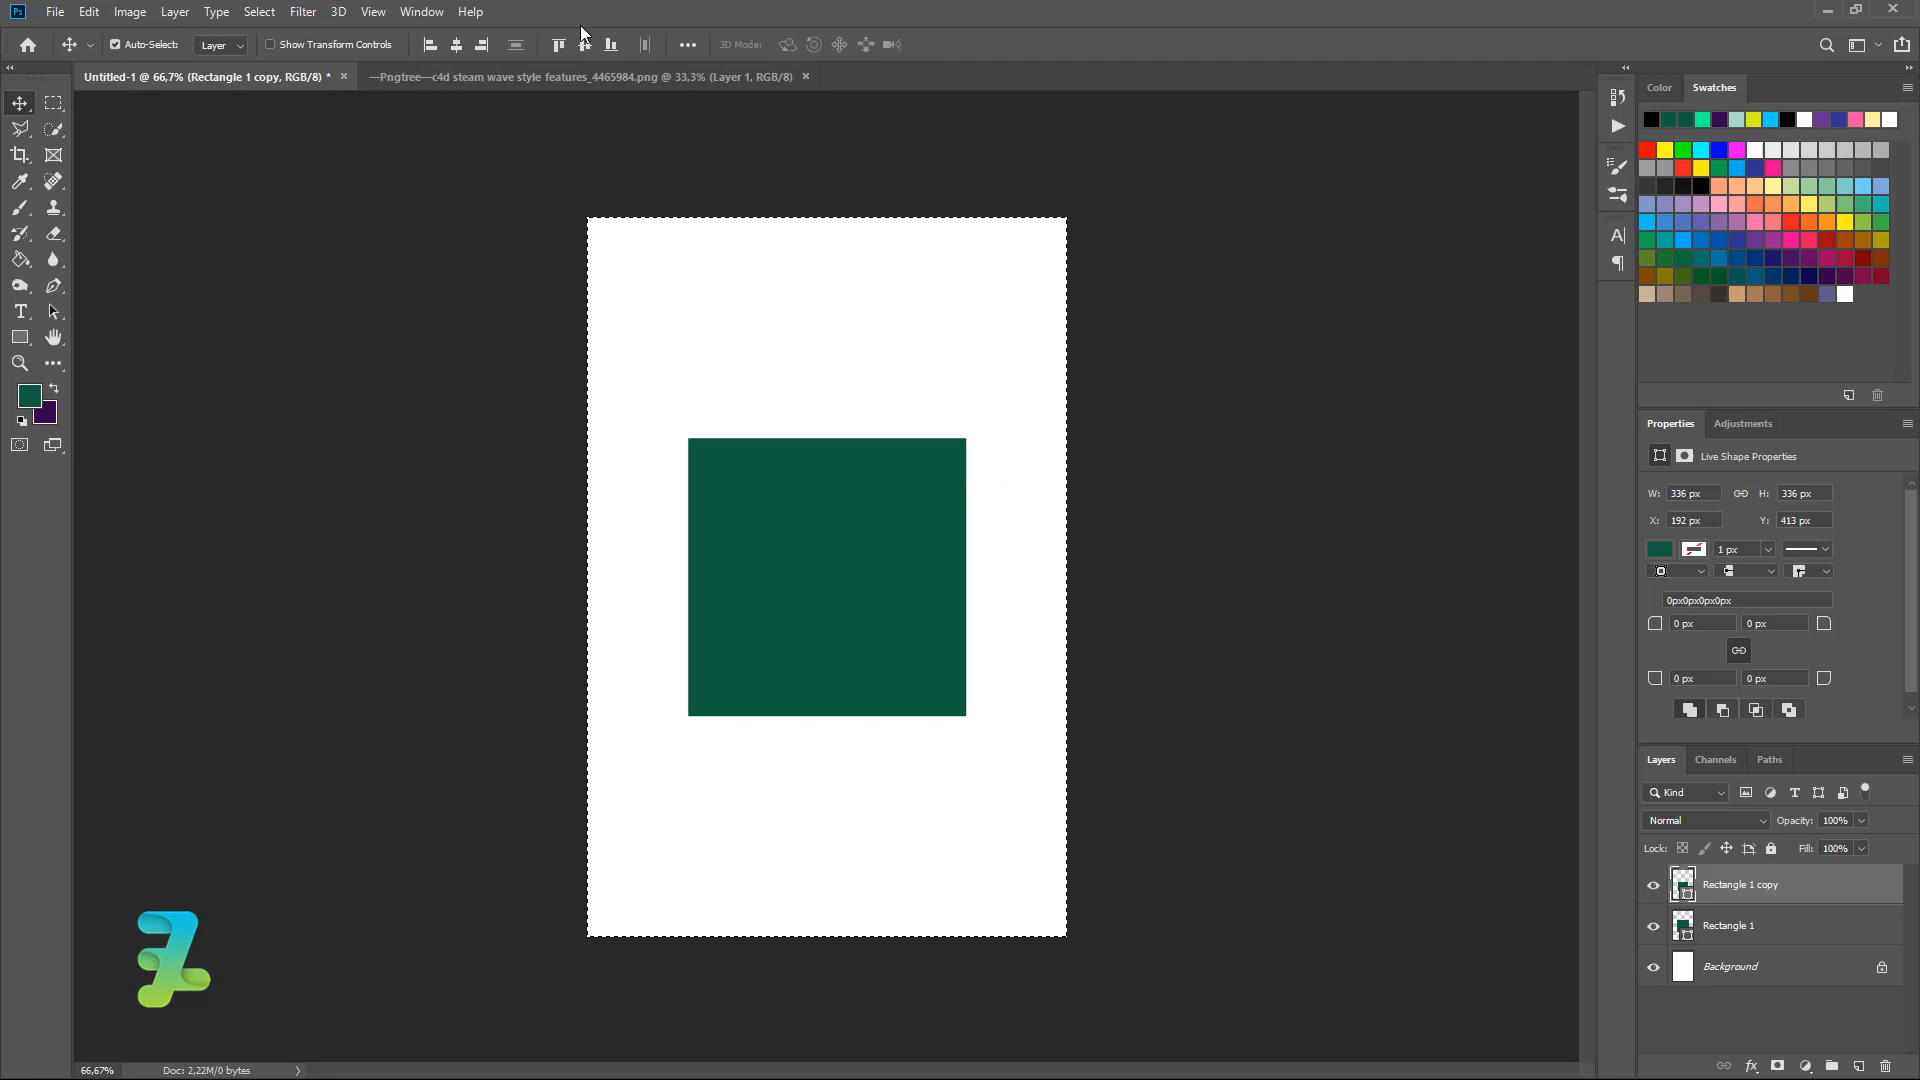 Ps File Edit Image Layer Type Select Filter 3D View Window Help
Auto-Select: Layer Show Transform Controls 3D Mode:
Untitled-1 @ 66,7% (Rectangle 1 copy, RGB/8) * × —Pngtree—c4d steam wave style features_4465984.png @ 33,3% (Layer 1, RGB/8) ×
Color Swatches
Properties Adjustments
Live Shape Properties
W: 336 px H: 336 px
X: 192 px Y: 413 px
1 px
0px0px0px0px
0 px 0 px
0 px 0 px
Layers Channels Paths
Kind
Normal Opacity: 100%
Lock: Fill: 100%
Rectangle 1 copy
Rectangle 1
Background
66,67% Doc: 2,22M/0 bytes